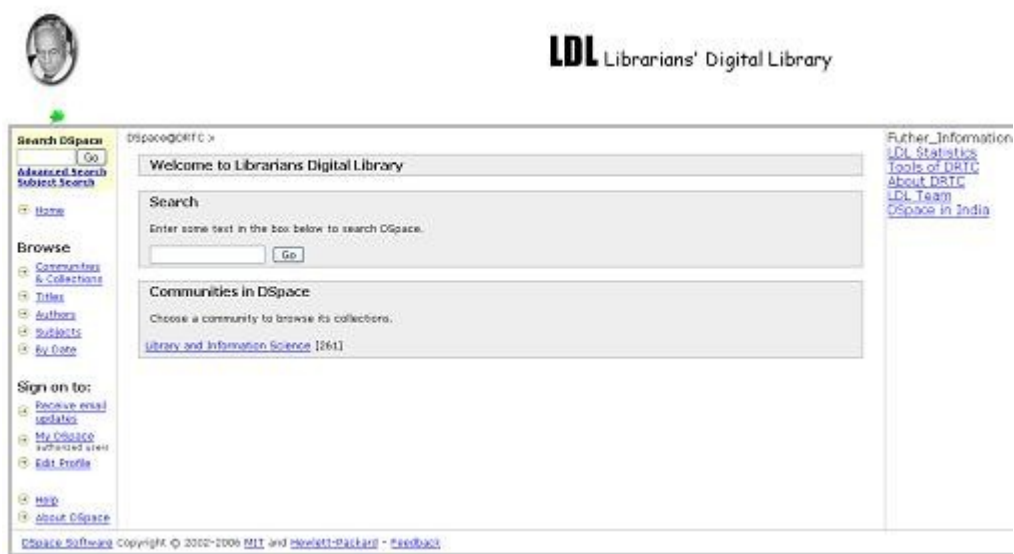 LDL Librarians' Digital Library
Search DSpace
Go
Advanced Search
Subject Search
Home
Browse
Communities
& Collections
Titles
Authors
Subjects
By Date
Sign on to:
Receive email
updates
My DSpace
authorized users
Edit Profile
Help
About DSpace
DSpace@DRTC >
Welcome to Librarians Digital Library
Search
Enter some text in the box below to search DSpace.
Go
Communities in DSpace
Choose a community to browse its collections.
Library and Information Science [261]
Futher_Information
LDL Statistics
Tools of DRTC
About DRTC
LDL Team
DSpace in India
DSpace Software Copyright © 2002-2006 MIT and Hewlett-Packard - Feedback